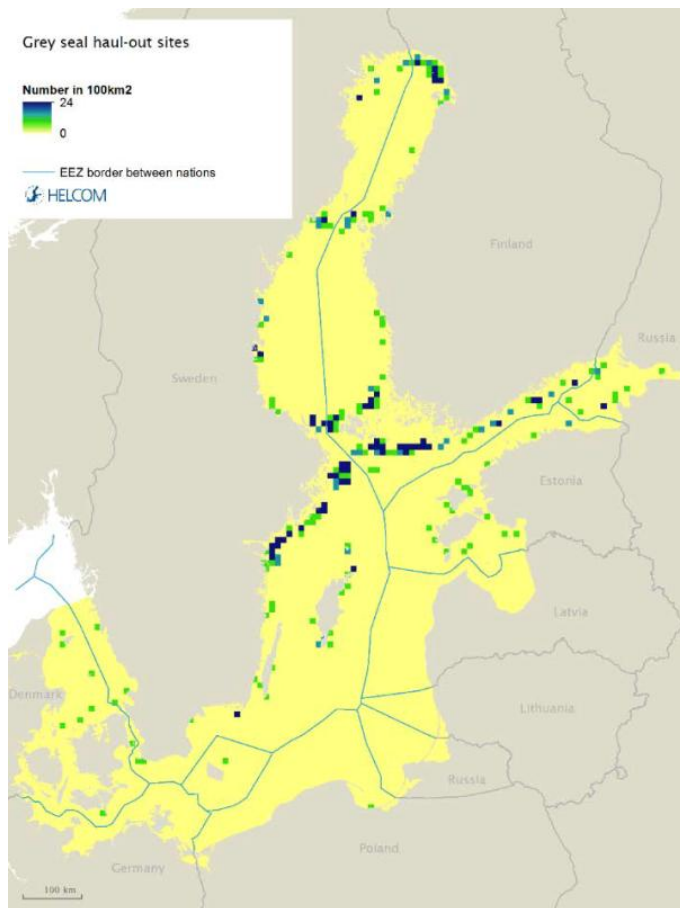 Grey seal haul-out sites
Number in 100km2
24
0
EEZ border between nations
HELCOM
Finland
Russia
Sweden
Estonia
Latvia
Denmark
Lithuania
Russia
Poland
Germany
100 km